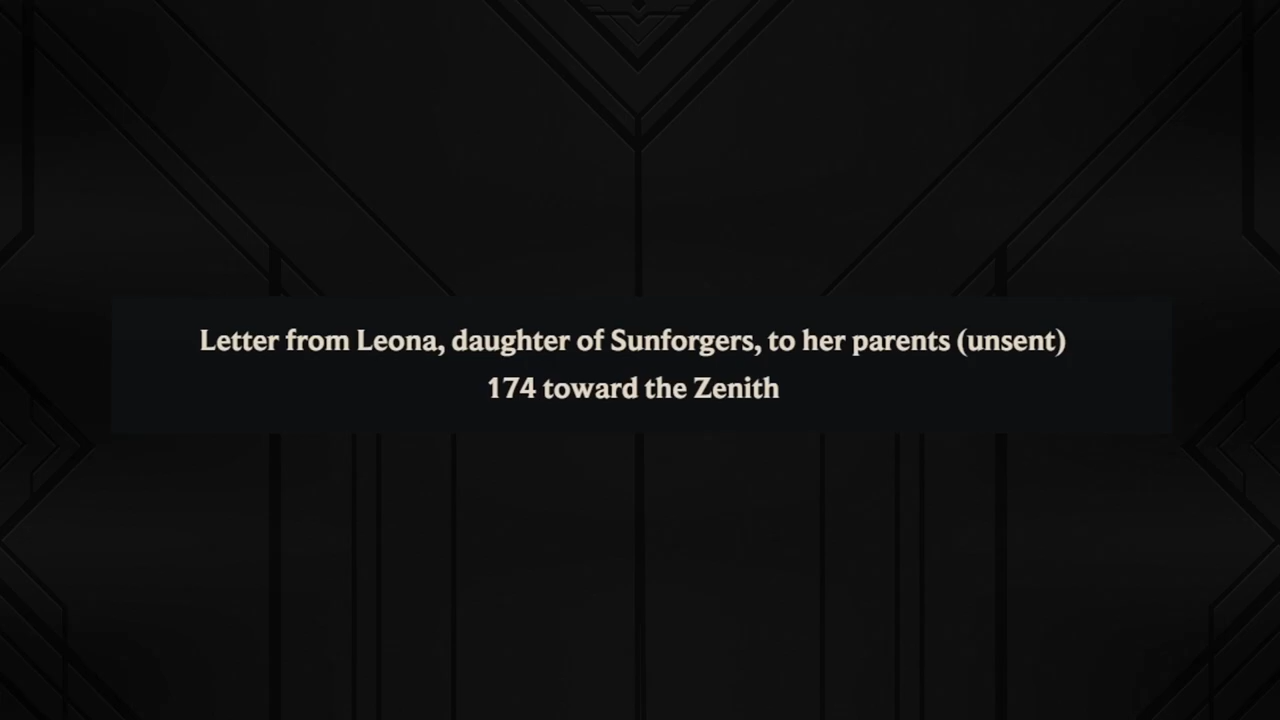 Letter from Leona, daughter of Sunforgers, to her parents (unsent)
174 toward the Zenith